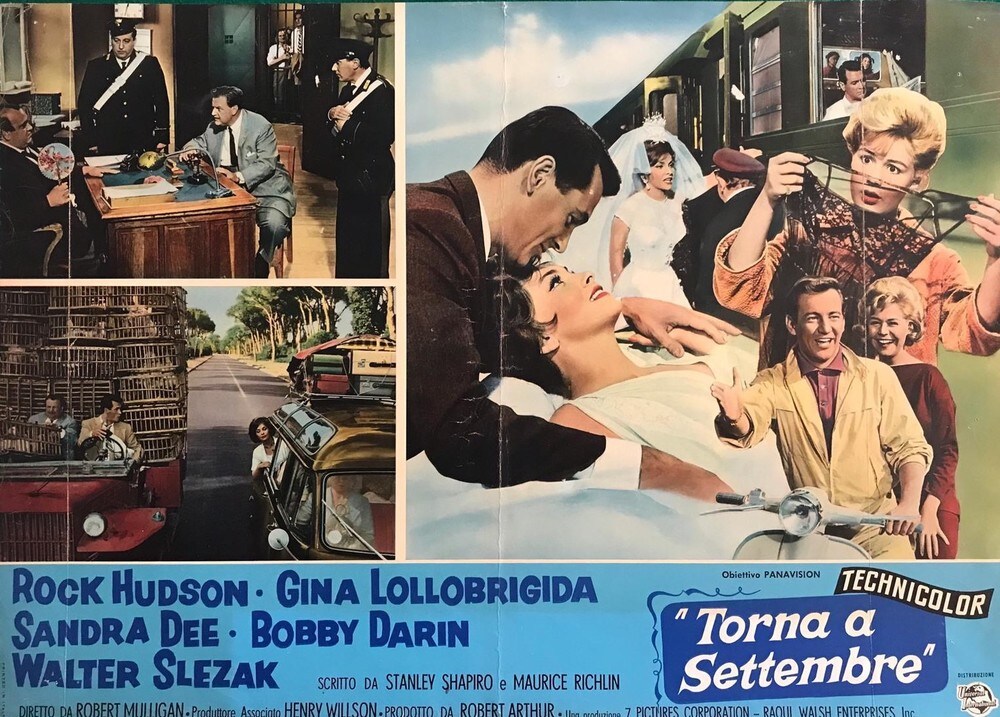 ROCK HUDSON · GINA LOLLOBRIGIDA
SANDRA DEE · BOBBY DARIN
WALTER SLEZAK
SCRITTO DA STANLEY SHAPIRO e MAURICE RICHLIN
DIRETTO DA ROBERT MULLIGAN · Produttore Associato HENRY WILLSON · PRODOTTO DA ROBERT ARTHUR · Una produzione 7 PICTURES CORPORATION - RAOUL WALSH ENTERPRISES, Inc.
Obiettivo PANAVISION
TECHNICOLOR
"Torna a
Settembre"
DISTRIBUZIONE
Universal
International